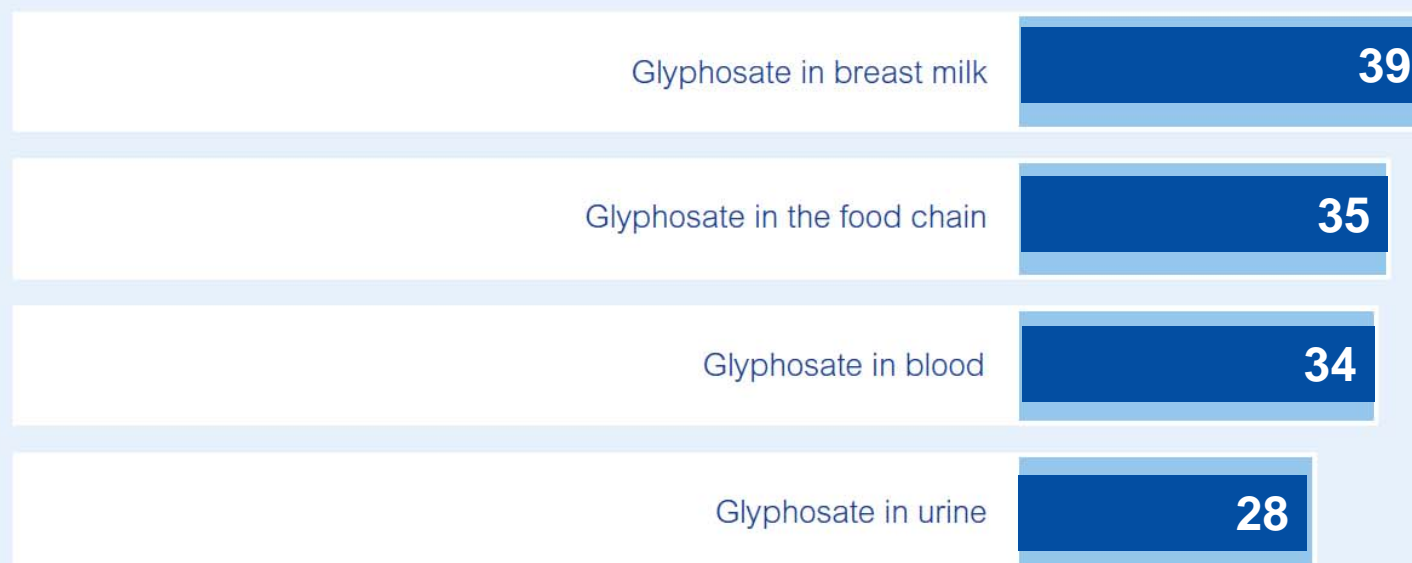 Glyphosate in breast milk 39
Glyphosate in the food chain 35
Glyphosate in blood 34
Glyphosate in urine 28